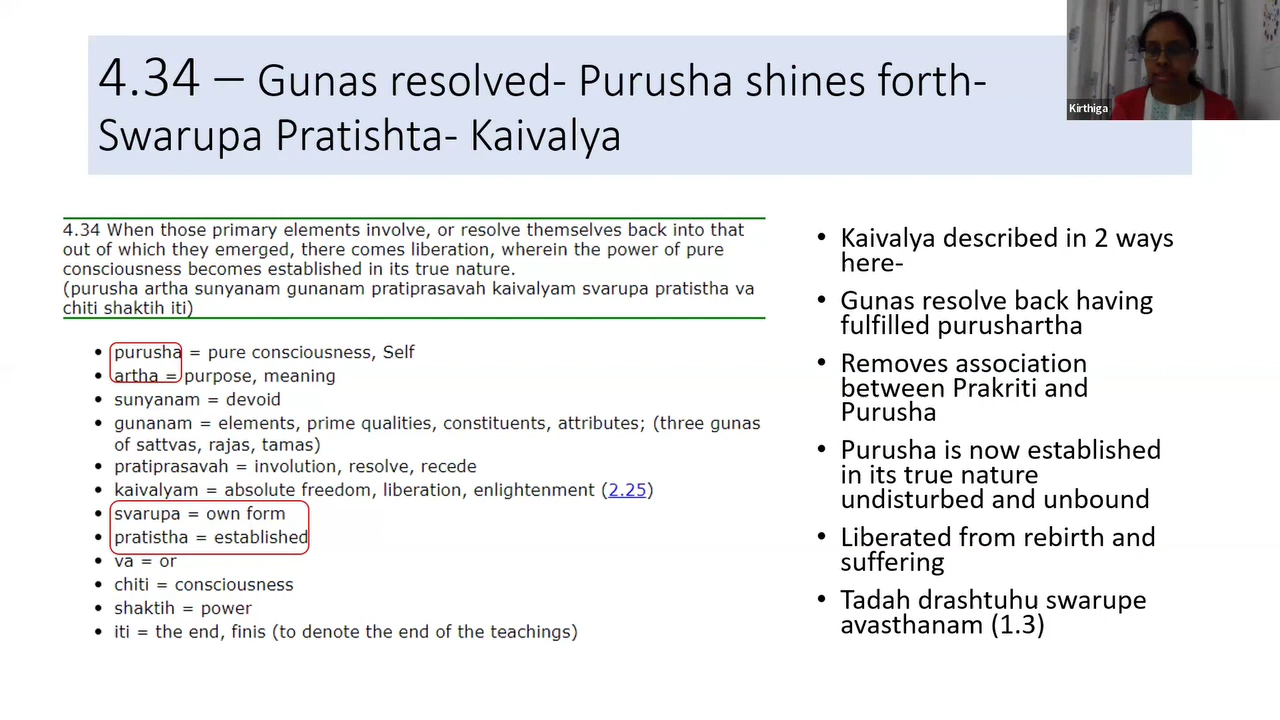 4.34 – Gunas resolved- Purusha shines forth-
Swarupa Pratishta- Kaivalya
Kirthiga
4.34 When those primary elements involve, or resolve themselves back into that
out of which they emerged, there comes liberation, wherein the power of pure
consciousness becomes established in its true nature.
(purusha artha sunyanam gunanam pratiprasavah kaivalyam svarupa pratistha va
chiti shaktih iti)
• purusha = pure consciousness, Self
• artha = purpose, meaning
• sunyanam = devoid
• gunanam = elements, prime qualities, constituents, attributes; (three gunas
of sattvas, rajas, tamas)
• pratiprasavah = involution, resolve, recede
• kaivalyam = absolute freedom, liberation, enlightenment (2.25)
• svarupa = own form
• pratistha = established
• va = or
• chiti = consciousness
• shaktih = power
• iti = the end, finis (to denote the end of the teachings)
• Kaivalya described in 2 ways
here-
• Gunas resolve back having
fulfilled purushartha
• Removes association
between Prakriti and
Purusha
• Purusha is now established
in its true nature
undisturbed and unbound
• Liberated from rebirth and
suffering
• Tadah drashtuhu swarupe
avasthanam (1.3)